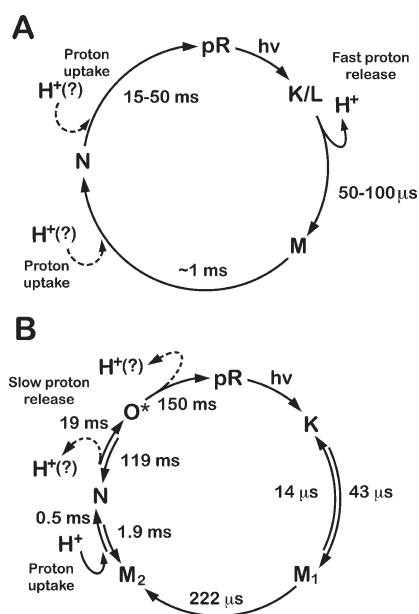 A
pR
hν
Proton
uptake
H⁺(?)
15-50 ms
K/L
Fast proton
release
H⁺
N
50-100 μs
H⁺(?)
Proton
uptake
M
~1 ms
B
H⁺(?)
pR
hν
Slow proton
release
O*
150 ms
K
19 ms
H⁺(?)
119 ms
N
14 μs
43 μs
0.5 ms
1.9 ms
H⁺
Proton
uptake
M₂
M₁
222 μs